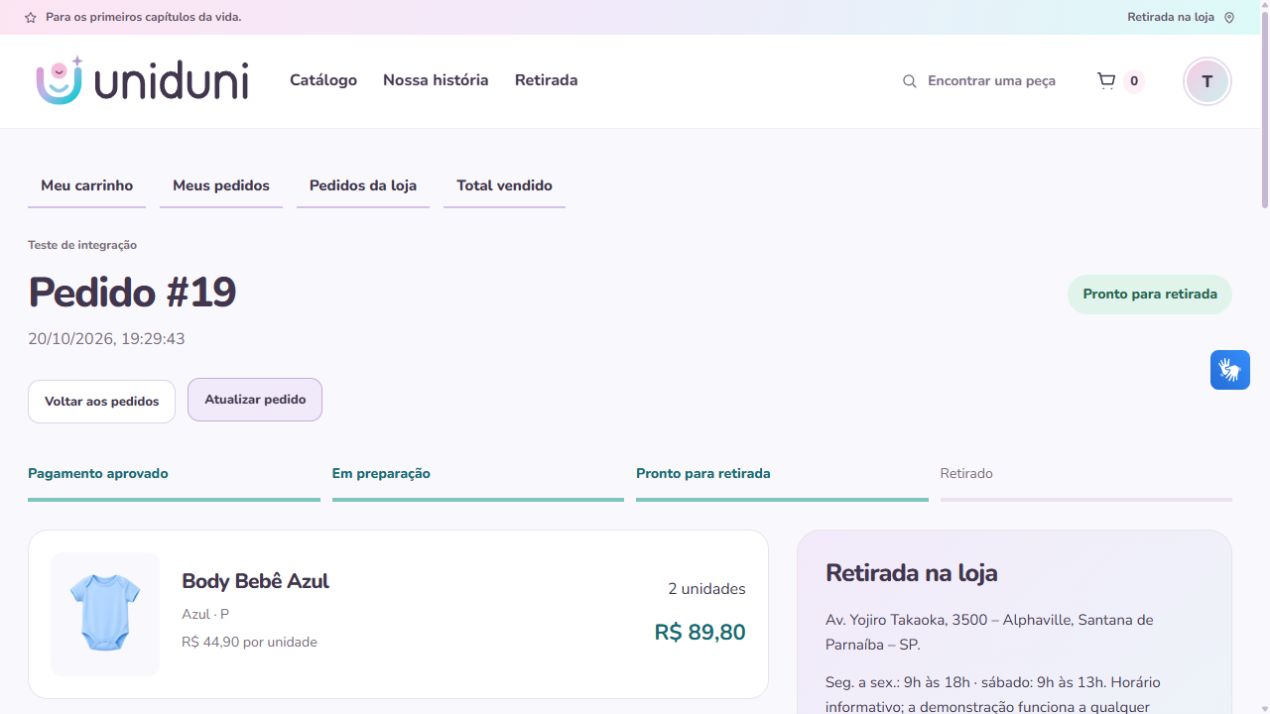 Para os primeiros capítulos da vida.
Retirada na loja
uniduni
Catálogo
Nossa história
Retirada
Encontrar uma peça
0
T
Meu carrinho
Meus pedidos
Pedidos da loja
Total vendido
Teste de integração
Pedido #19
Pronto para retirada
20/10/2026, 19:29:43
Voltar aos pedidos
Atualizar pedido
Pagamento aprovado
Em preparação
Pronto para retirada
Retirado
Body Bebê Azul
Azul · P
R$ 44,90 por unidade
2 unidades
R$ 89,80
Retirada na loja
Av. Yojiro Takaoka, 3500 – Alphaville, Santana de
Parnaíba – SP.
Seg. a sex.: 9h às 18h · sábado: 9h às 13h. Horário
informativo; a demonstração funciona a qualquer